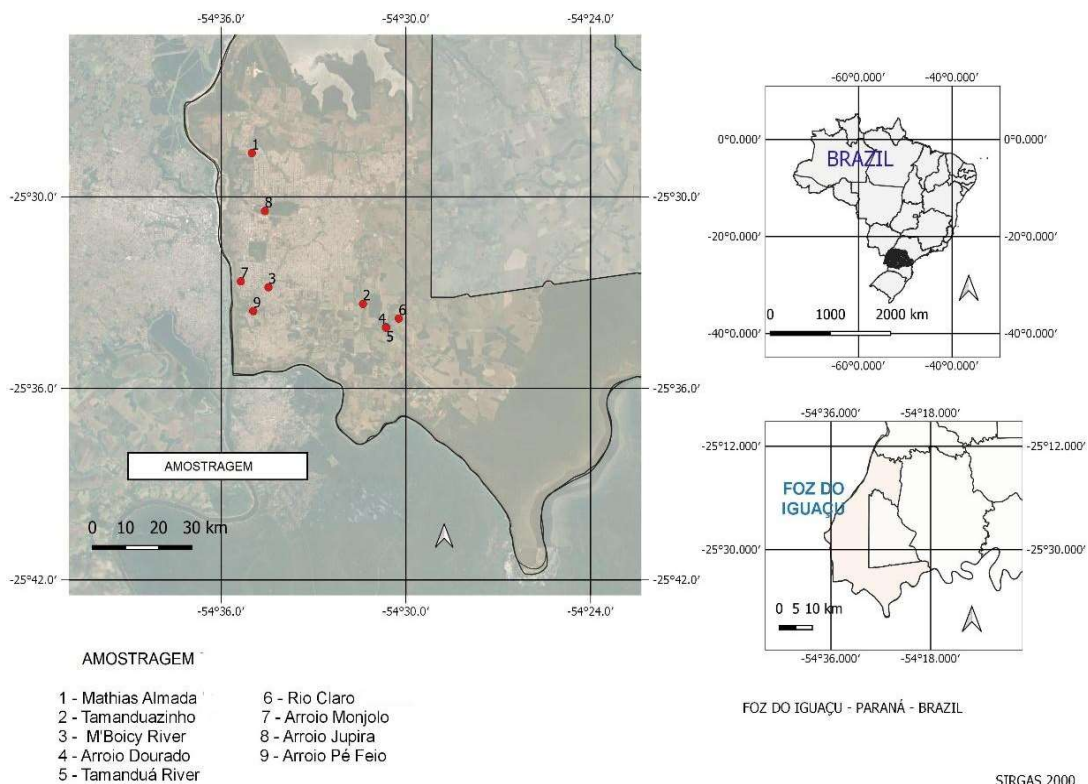 -54°36.0'
-54°30.0'
-54°24.0'
-25°30.0'
-25°30.0'
-25°36.0'
-25°36.0'
-25°42.0'
-25°42.0'
-54°36.0'
-54°30.0'
-54°24.0'
1
8
7
3
9
2
4
6
5
AMOSTRAGEM
0 10 20 30 km
-60°0.000'
-40°0.000'
0°0.000'
0°0.000'
BRAZIL
-20°0.000'
-20°0.000'
0 1000 2000 km
-40°0.000'
-40°0.000'
-60°0.000'
-40°0.000'
-54°36.000'
-54°18.000'
-25°12.000'
-25°12.000'
FOZ DO
IGUAÇU
-25°30.000'
-25°30.000'
0 5 10 km
-54°36.000'
-54°18.000'
AMOSTRAGEM
1 - Mathias Almada
2 - Tamanduazinho
3 - M'Boicy River
4 - Arroio Dourado
5 - Tamanduá River
6 - Rio Claro
7 - Arroio Monjolo
8 - Arroio Jupira
9 - Arroio Pé Feio
FOZ DO IGUAÇU - PARANÁ - BRAZIL
SIRGAS 2000